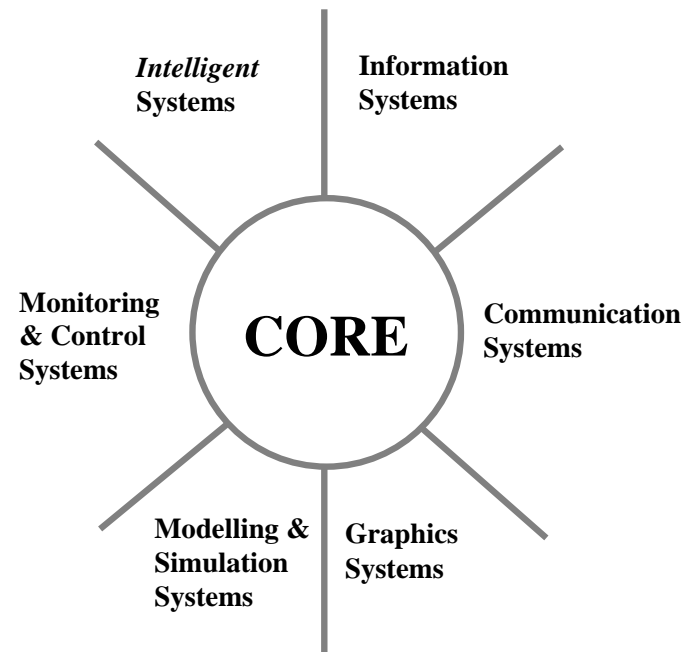 Intelligent
Systems
Information
Systems
Monitoring
& Control
Systems
CORE
Communication
Systems
Modelling &
Simulation
Systems
Graphics
Systems